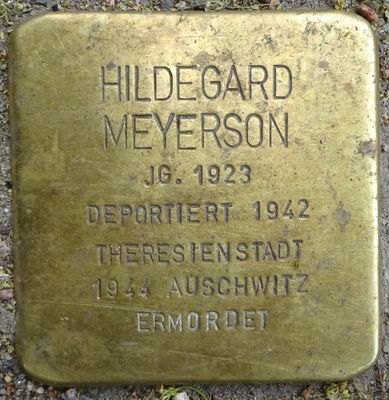 HILDEGARD
MEYERSON
JG. 1923
DEPORTIERT 1942
THERESIENSTADT
1944 AUSCHWITZ
ERMORDET